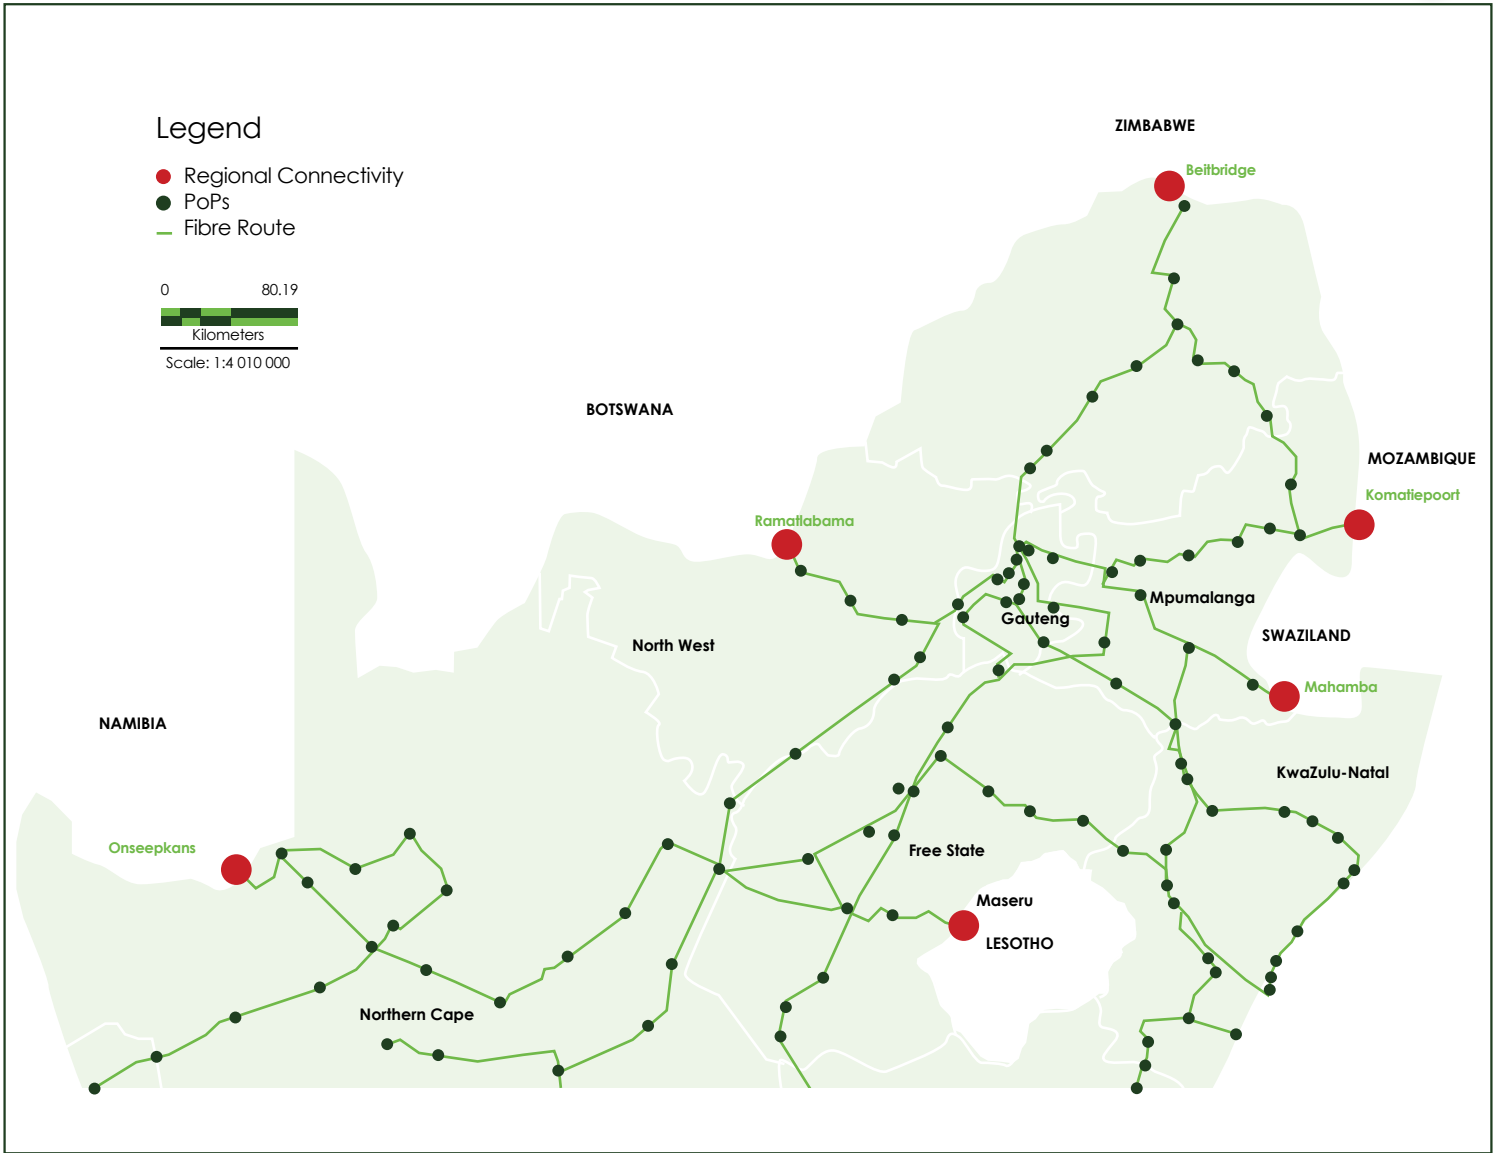 Legend
Regional Connectivity
PoPs
Fibre Route
0 80.19
Kilometers
Scale: 1:4 010 000
ZIMBABWE
Beitbridge
BOTSWANA
MOZAMBIQUE
Komatiepoort
Ramatlabama
Mpumalanga
Gauteng
SWAZILAND
North West
Mahamba
NAMIBIA
KwaZulu-Natal
Onseepkans
Free State
Maseru
LESOTHO
Northern Cape